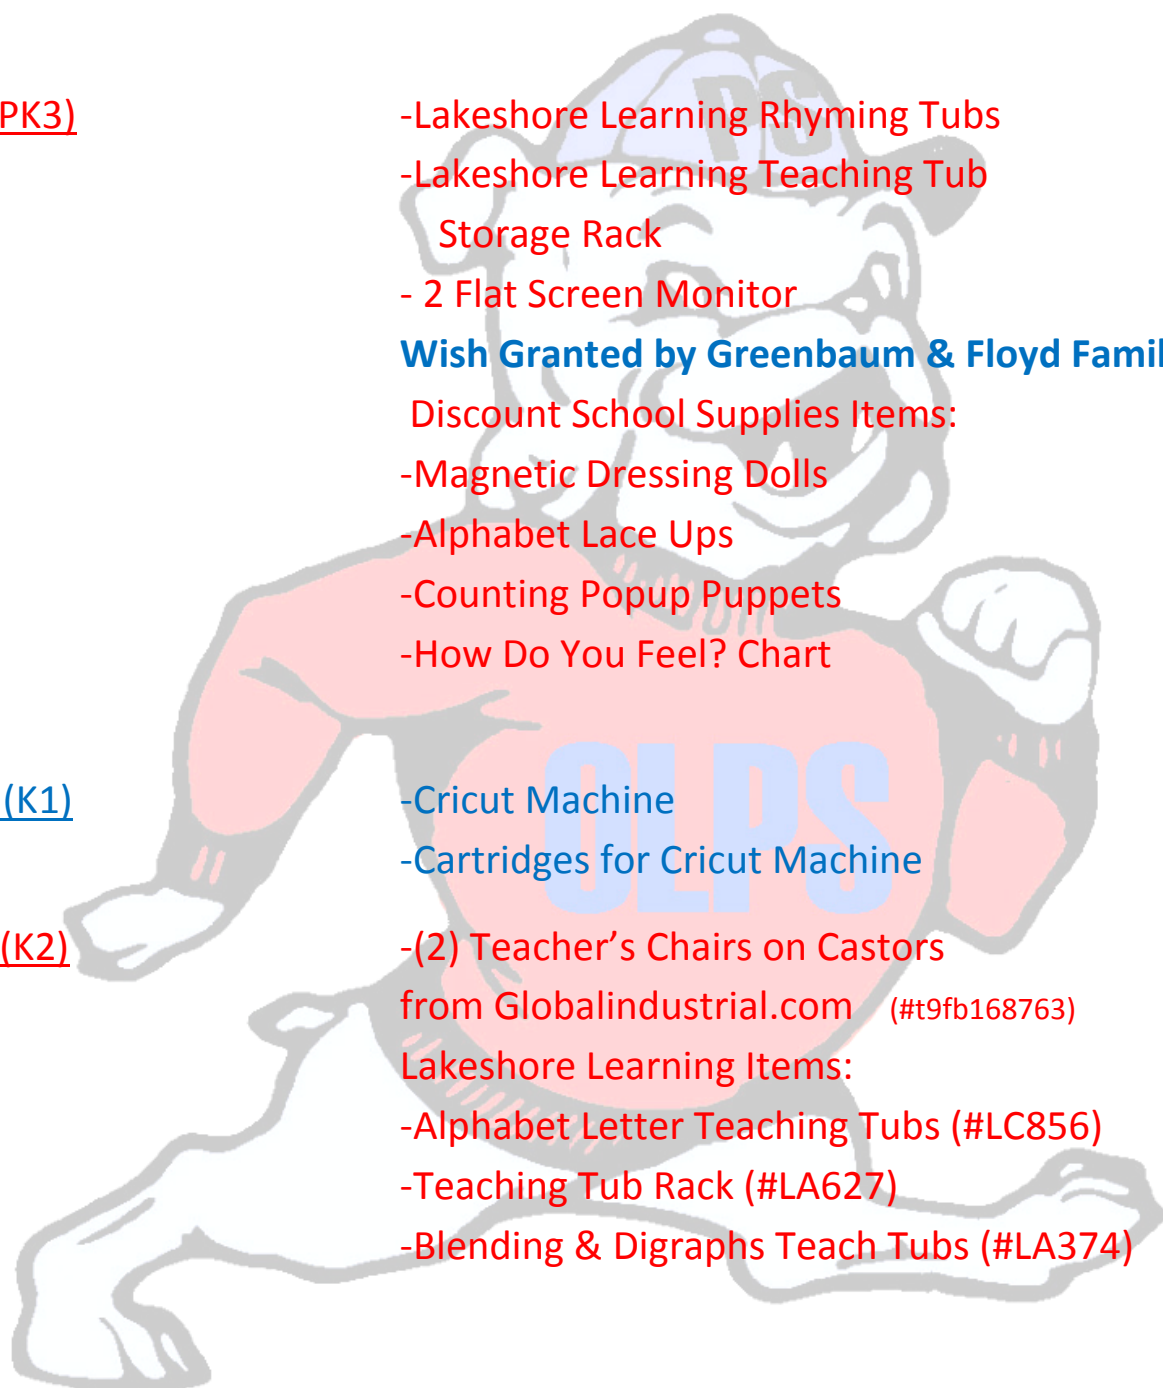 PK3) -Lakeshore Learning Rhyming Tubs
-Lakeshore Learning Teaching Tub
Storage Rack
- 2 Flat Screen Monitor
Wish Granted by Greenbaum & Floyd Famil
Discount School Supplies Items:
-Magnetic Dressing Dolls
-Alphabet Lace Ups
-Counting Popup Puppets
-How Do You Feel? Chart
(K1) -Cricut Machine
-Cartridges for Cricut Machine
(K2) -(2) Teacher’s Chairs on Castors
from Globalindustrial.com (#t9fb168763)
Lakeshore Learning Items:
-Alphabet Letter Teaching Tubs (#LC856)
-Teaching Tub Rack (#LA627)
-Blending & Digraphs Teach Tubs (#LA374)
PS
OLPS